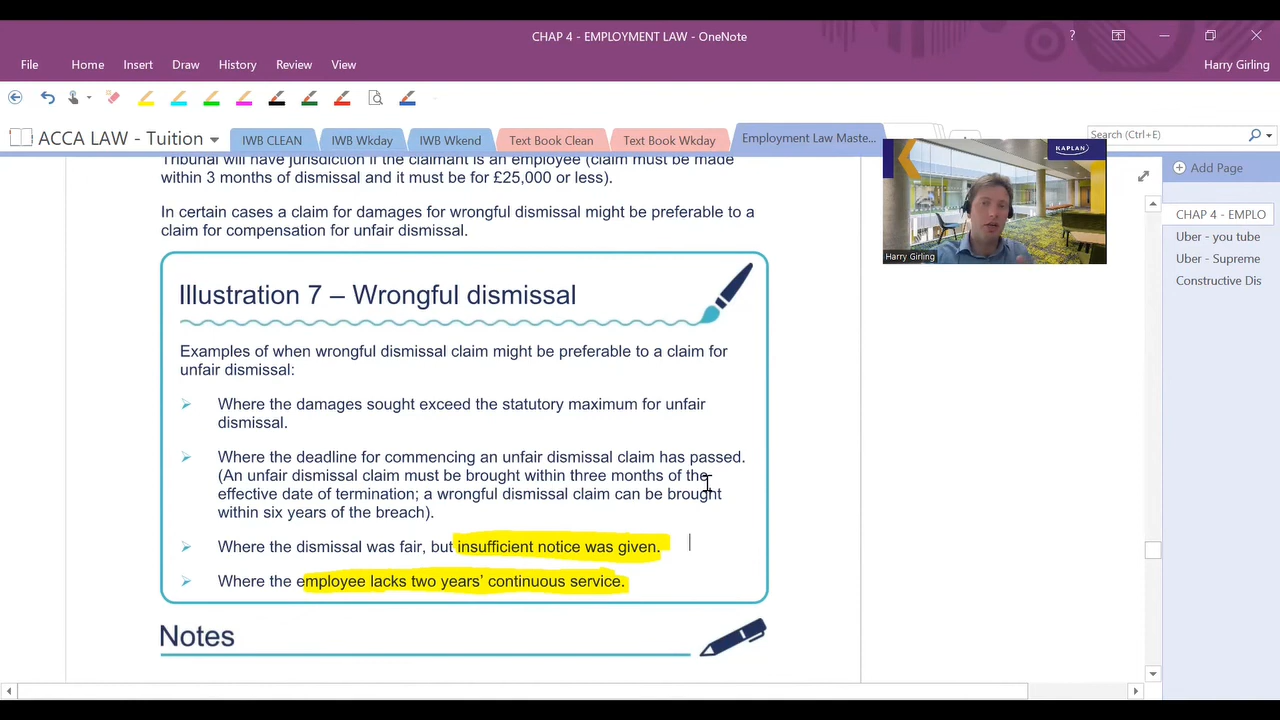 CHAP 4 - EMPLOYMENT LAW - OneNote
?
File Home Insert Draw History Review View
Harry Girling
ACCA LAW - Tuition
IWB CLEAN
IWB Wkday
IWB Wkend
Text Book Clean
Text Book Wkday
Employment Law Maste...
Search (Ctrl+E)
Add Page
CHAP 4 - EMPLO
Uber - you tube
Uber - Supreme
Constructive Dis
KAPLAN
Harry Girling
Tribunal will have jurisdiction if the claimant is an employee (claim must be made
within 3 months of dismissal and it must be for £25,000 or less).
In certain cases a claim for damages for wrongful dismissal might be preferable to a
claim for compensation for unfair dismissal.
Illustration 7 – Wrongful dismissal
Examples of when wrongful dismissal claim might be preferable to a claim for
unfair dismissal:
Where the damages sought exceed the statutory maximum for unfair
dismissal.
Where the deadline for commencing an unfair dismissal claim has passed.
(An unfair dismissal claim must be brought within three months of the
effective date of termination; a wrongful dismissal claim can be brought
within six years of the breach).
Where the dismissal was fair, but insufficient notice was given.
Where the employee lacks two years’ continuous service.
Notes